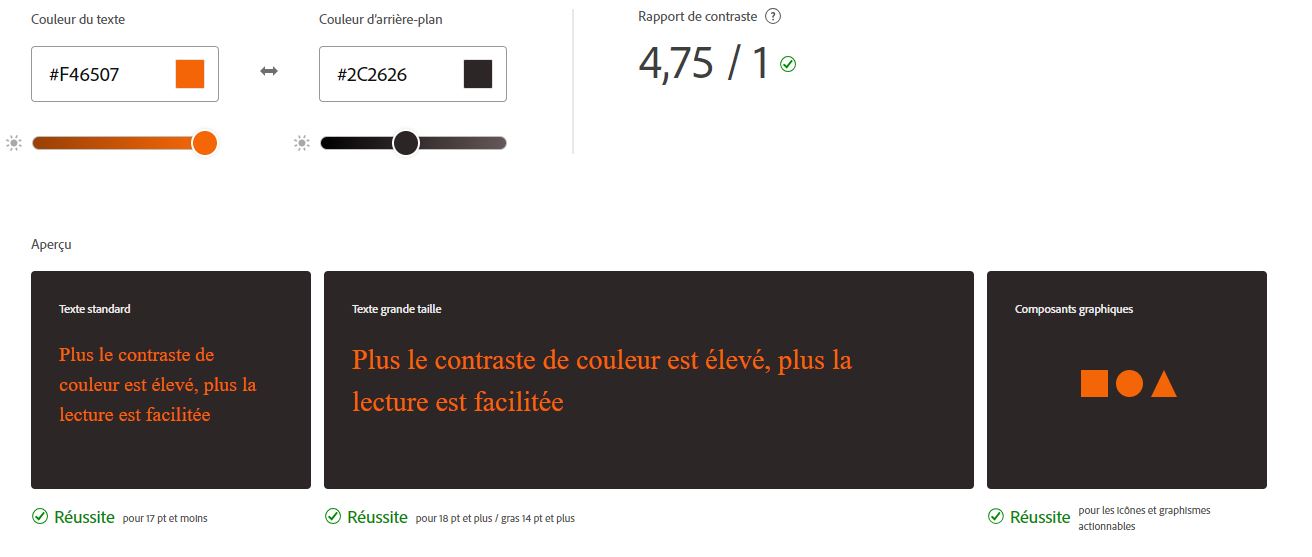 Couleur du texte
Couleur d'arrière-plan
Rapport de contraste ?
#F46507
#2C2626
4,75 / 1
Aperçu
Texte standard
Plus le contraste de
couleur est élevé, plus la
lecture est facilitée
Texte grande taille
Plus le contraste de couleur est élevé, plus la
lecture est facilitée
Composants graphiques
Réussite pour 17 pt et moins
Réussite pour 18 pt et plus / gras 14 pt et plus
Réussite pour les icônes et graphismes
actionnables